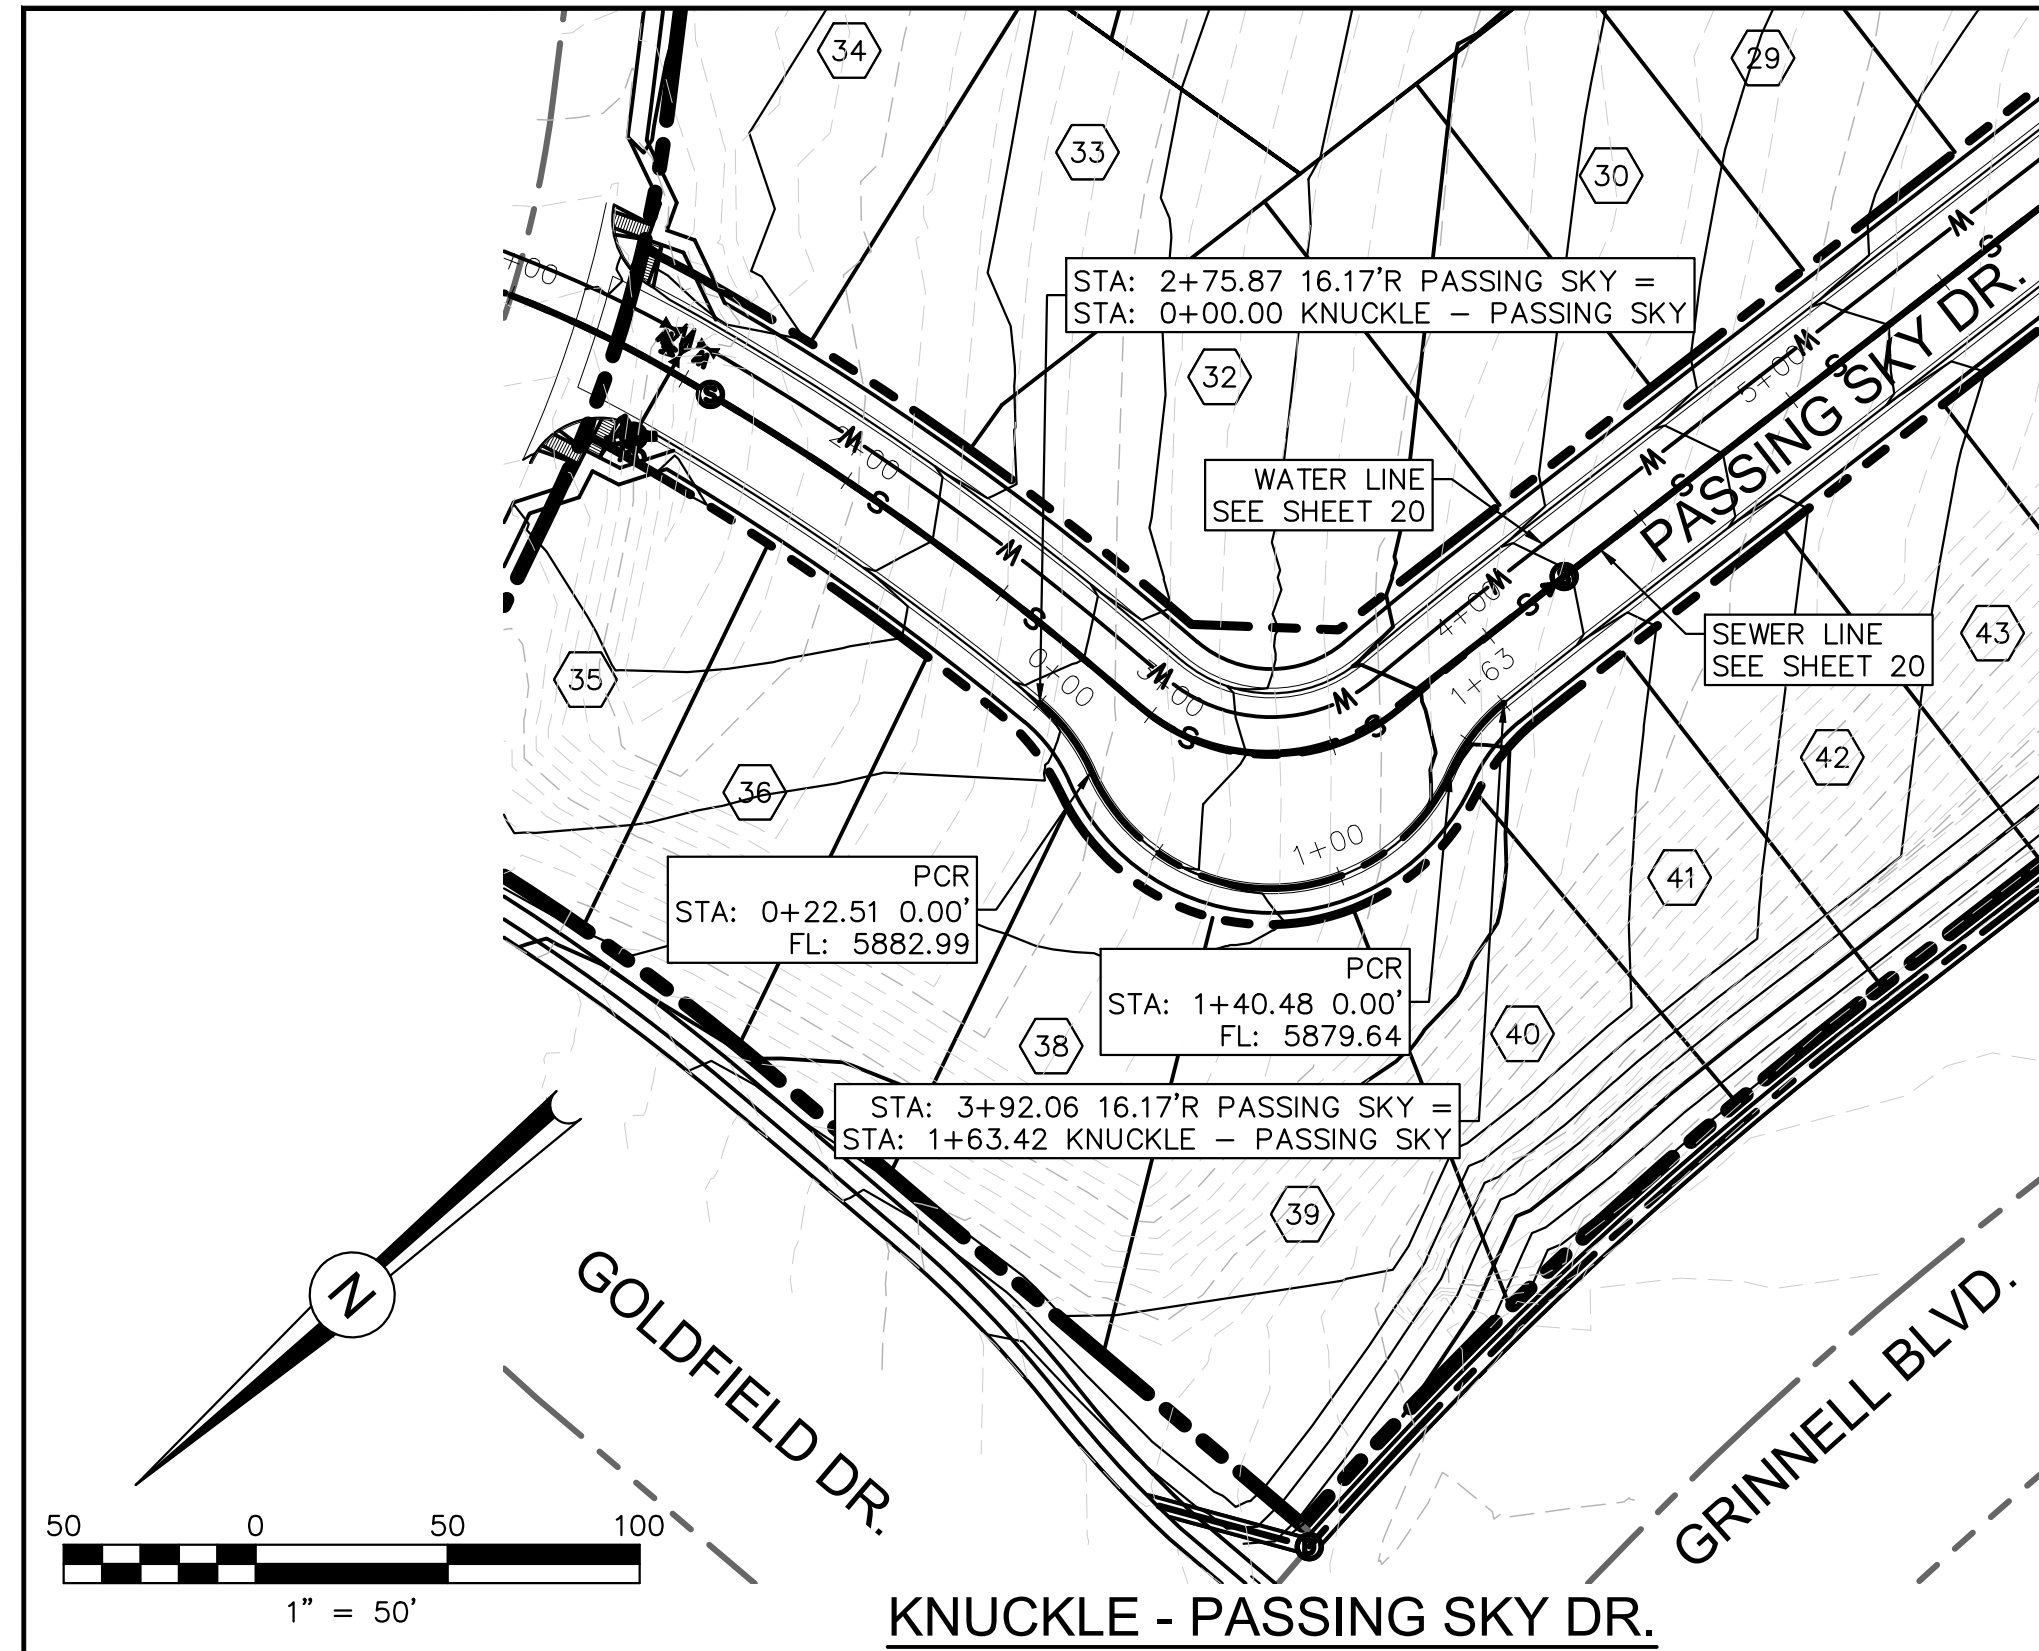 34
29
33
30
+00
STA: 2+75.87 16.17'R PASSING SKY =
STA: 0+00.00 KNUCKLE – PASSING SKY
PASSING SKY DR.
S
W
W
S
5+00
32
S
W
2+00
S
WATER LINE
SEE SHEET 20
W
S
W
W
4+00
S
S
SEWER LINE
SEE SHEET 20
43
35
0+00
W
3+00
W
1+63
S
S
42
36
1+00
41
PCR
STA: 0+22.51 0.00'
FL: 5882.99
PCR
STA: 1+40.48 0.00'
FL: 5879.64
38
40
STA: 3+92.06 16.17'R PASSING SKY =
STA: 1+63.42 KNUCKLE – PASSING SKY
39
N
GOLDFIELD DR.
GRINNELL BLVD.
50 0 50 100
1" = 50'
KNUCKLE - PASSING SKY DR.